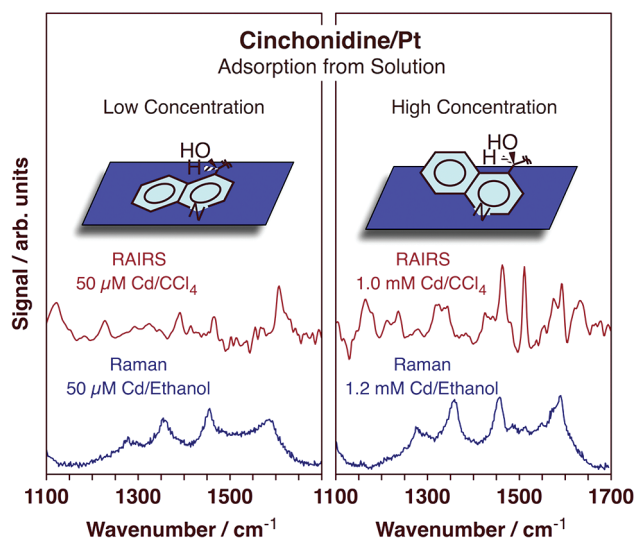 Cinchonidine/Pt
Adsorption from Solution
Low Concentration
High Concentration
HO
H
N
HO
H
N
RAIRS
50 µM Cd/CCl4
RAIRS
1.0 mM Cd/CCl4
Raman
50 µM Cd/Ethanol
Raman
1.2 mM Cd/Ethanol
Signal / arb. units
1100
1300
1500
1100
1300
1500
1700
Wavenumber / cm-1
Wavenumber / cm-1